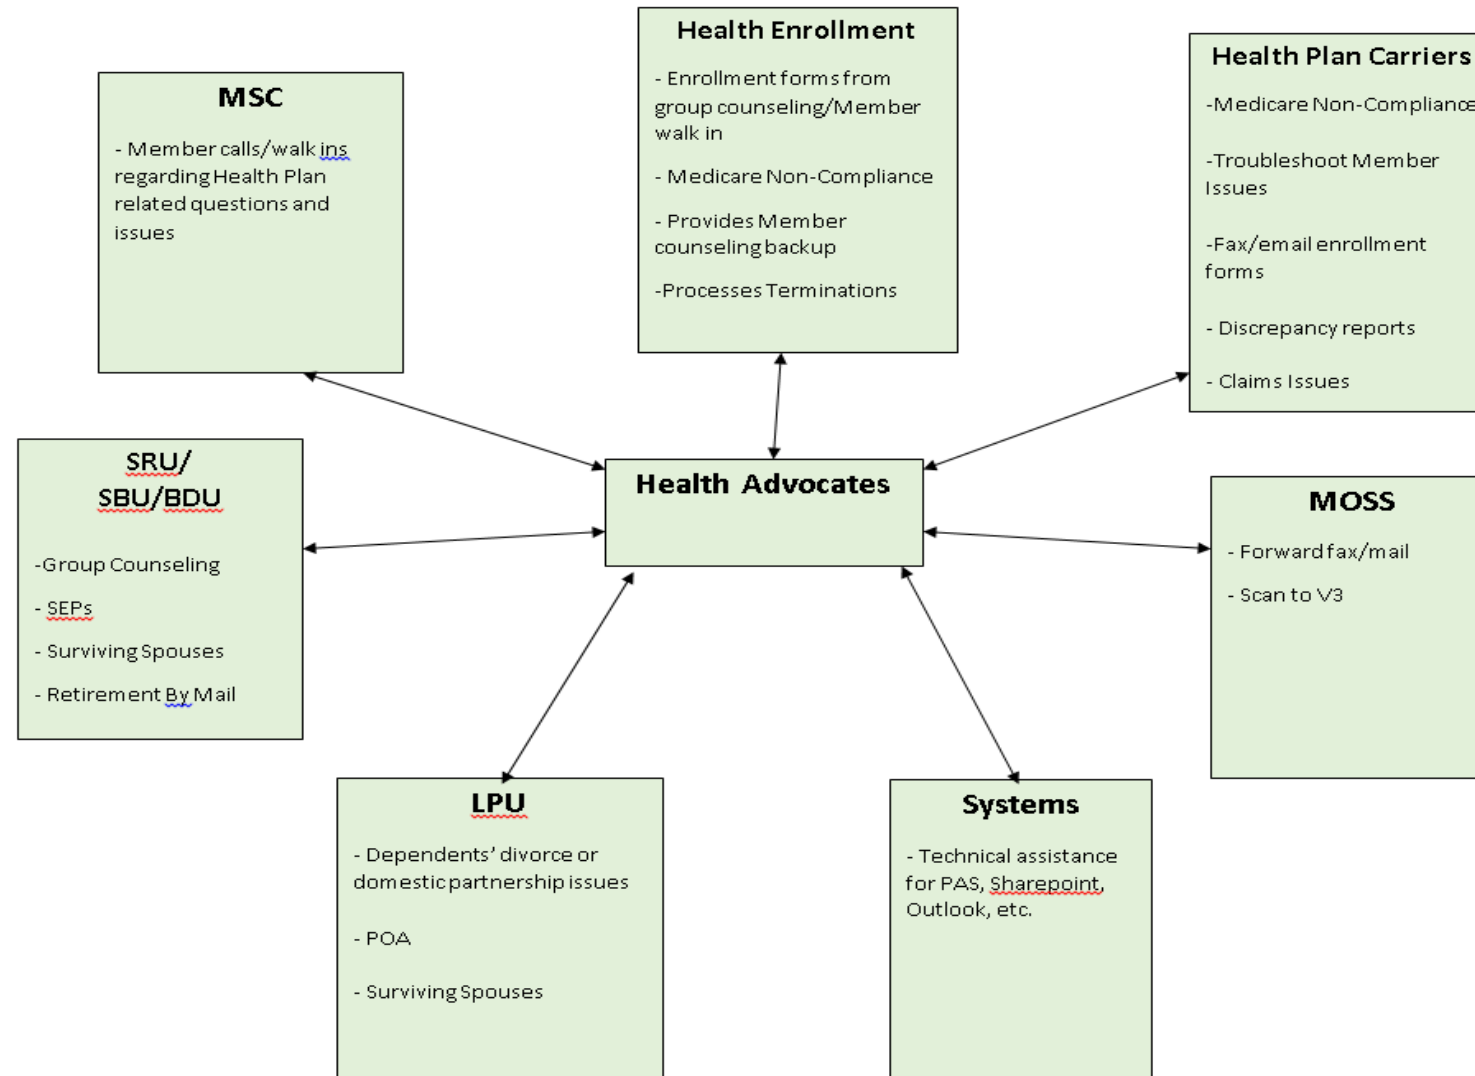 MSC
- Member calls/walk ins
regarding Health Plan
related questions and
issues
Health Enrollment
- Enrollment forms from
group counseling/Member
walk in
- Medicare Non-Compliance
- Provides Member
counseling backup
-Processes Terminations
Health Plan Carriers
-Medicare Non-Compliance
-Troubleshoot Member
Issues
-Fax/email enrollment
forms
- Discrepancy reports
- Claims Issues
SRU/
SBU/BDU
-Group Counseling
- SEPs
- Surviving Spouses
- Retirement By Mail
Health Advocates
MOSS
- Forward fax/mail
- Scan to V3
LPU
- Dependents’ divorce or
domestic partnership issues
- POA
- Surviving Spouses
Systems
- Technical assistance
for PAS, Sharepoint,
Outlook, etc.